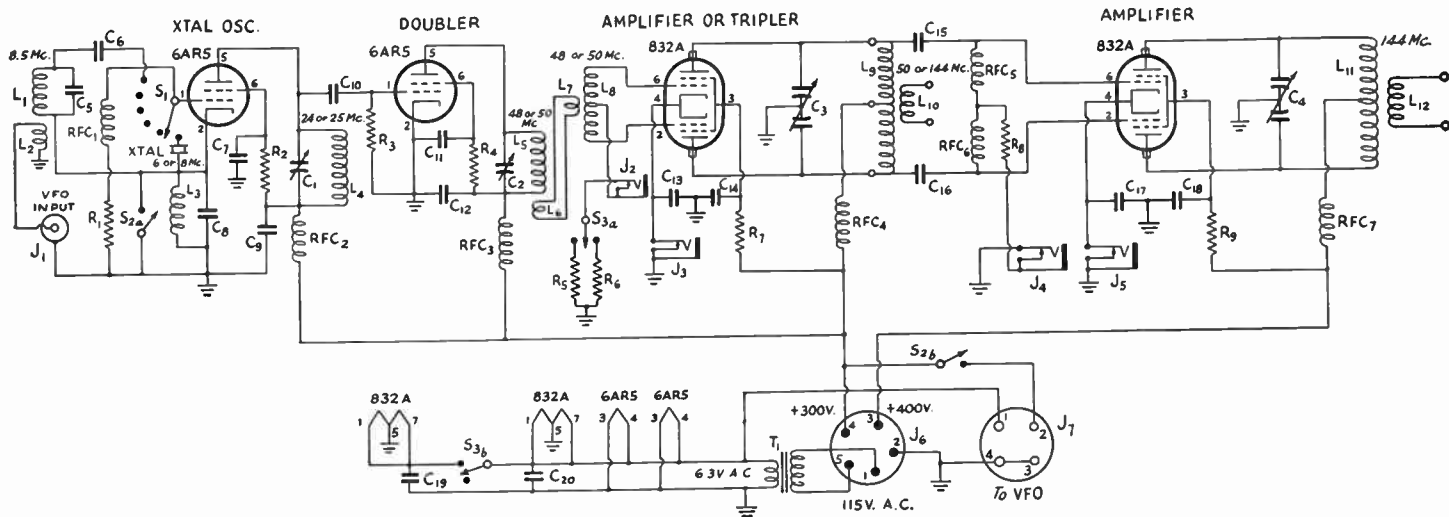 XTAL OSC.
6AR5
DOUBLER
6AR5
AMPLIFIER OR TRIPLER
832A
AMPLIFIER
832A
8.5 Mc.
C6
L1
C5
L2
S1
RFC1
XTAL
6 or 8 Mc.
VFO
INPUT
J1
R1
S2a
L3
C8
C7
R2
C9
5
1
6
2
24 or 25 Mc.
C1
L4
RFC2
C10
R3
5
1
6
2
C11
R4
C12
C2
48 or 50
Mc
L5
L6
RFC3
48 or 50 Mc.
L7
L8
J2
V
S3a
R5
R6
6
4
2
3
C13
C14
J3
V
R7
C3
RFC4
L9
50 or 144 Mc.
L10
C15
C16
RFC5
RFC6
R8
J4
V
J5
V
6
4
2
3
C17
C18
R9
C4
RFC7
L11
144 Mc.
L12
S2b
832A
1
5
7
C19
S3b
832A
1
5
7
C20
6AR5
3
4
6AR5
3
4
6 3V A C
T1
+300V.
+400V.
4
3
2
5
1
J6
115V. A.C.
1
2
4
3
J7
To VFO